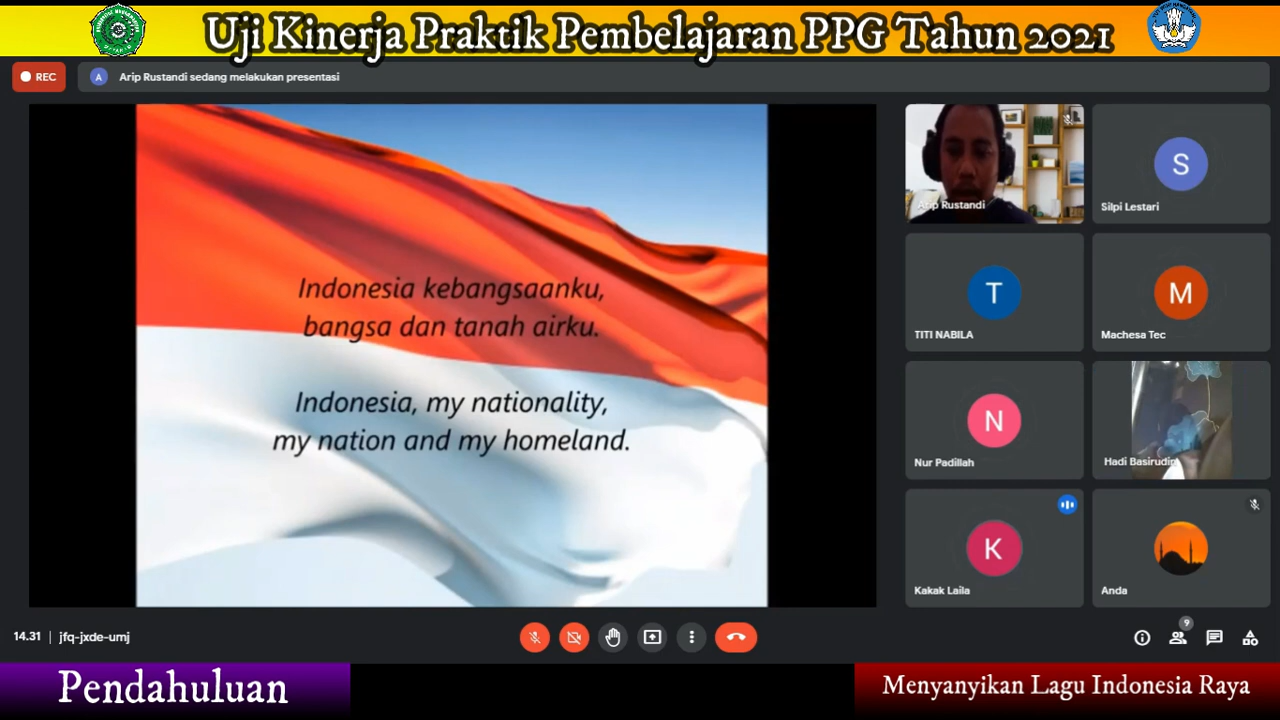 Uji Kinerja Praktik Pembelajaran PPG Tahun 2021
REC
A
Arip Rustandi sedang melakukan presentasi
Indonesia kebangsaanku,
bangsa dan tanah airku.
Indonesia, my nationality,
my nation and my homeland.
Arip Rustandi
S
Silpi Lestari
T
TITI NABILA
M
Machesa Tec
N
Nur Padillah
Hadi Basirudin
K
Kakak Laila
Anda
14.31 | jfq-jxde-umj
9
Pendahuluan
Menyanyikan Lagu Indonesia Raya